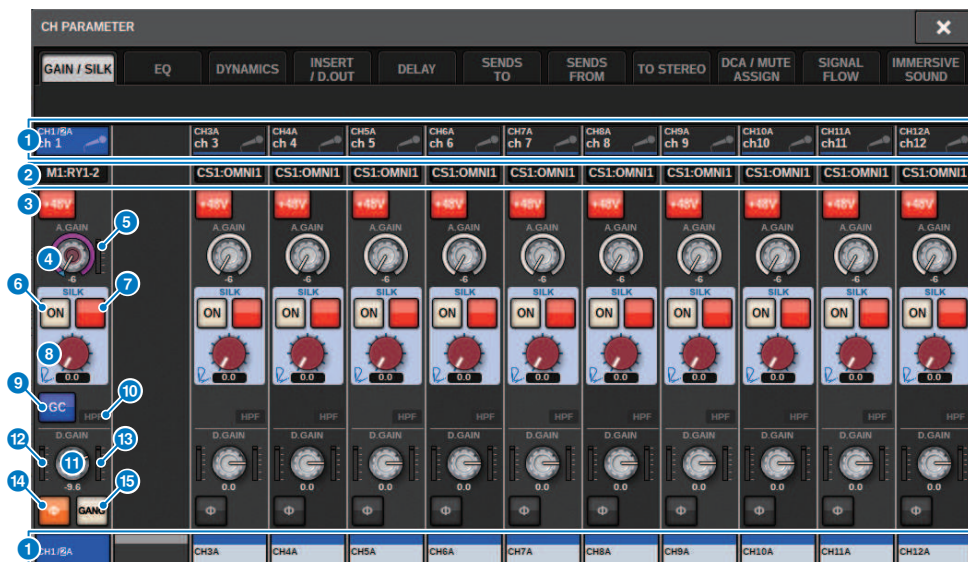 CH PARAMETER
GAIN / SILK EQ DYNAMICS INSERT / D.OUT DELAY SENDS TO SENDS FROM TO STEREO DCA / MUTE ASSIGN SIGNAL FLOW IMMERSIVE SOUND
1 CH1/2A CH3A CH4A CH5A CH6A CH7A CH8A CH9A CH10A CH11A CH12A
ch 1 ch 3 ch 4 ch 5 ch 6 ch 7 ch 8 ch 9 ch10 ch11 ch12
2 M1:RY1-2 CS1:OMNI1 CS1:OMNI1 CS1:OMNI1 CS1:OMNI1 CS1:OMNI1 CS1:OMNI1 CS1:OMNI1 CS1:OMNI1 CS1:OMNI1 CS1:OMNI1
3 +48V +48V +48V +48V +48V +48V +48V +48V +48V +48V +48V
5
A.GAIN A.GAIN A.GAIN A.GAIN A.GAIN A.GAIN A.GAIN A.GAIN A.GAIN A.GAIN A.GAIN
4
-6 -6 -6 -6 -6 -6 -6 -6 -6 -6 -6
6 SILK 7 SILK SILK SILK SILK SILK SILK SILK SILK SILK SILK
ON ON ON ON ON ON ON ON ON ON ON
8
0.0 0.0 0.0 0.0 0.0 0.0 0.0 0.0 0.0 0.0 0.0
9 GC HPF 10 HPF HPF HPF HPF HPF HPF HPF HPF HPF HPF
D.GAIN D.GAIN D.GAIN D.GAIN D.GAIN D.GAIN D.GAIN D.GAIN D.GAIN D.GAIN D.GAIN
12 11 13
-9.6 0.0 0.0 0.0 0.0 0.0 0.0 0.0 0.0 0.0 0.0
14 Φ GANG 15 Φ Φ Φ Φ Φ Φ Φ Φ Φ Φ
1 CH1/2A CH3A CH4A CH5A CH6A CH7A CH8A CH9A CH10A CH11A CH12A